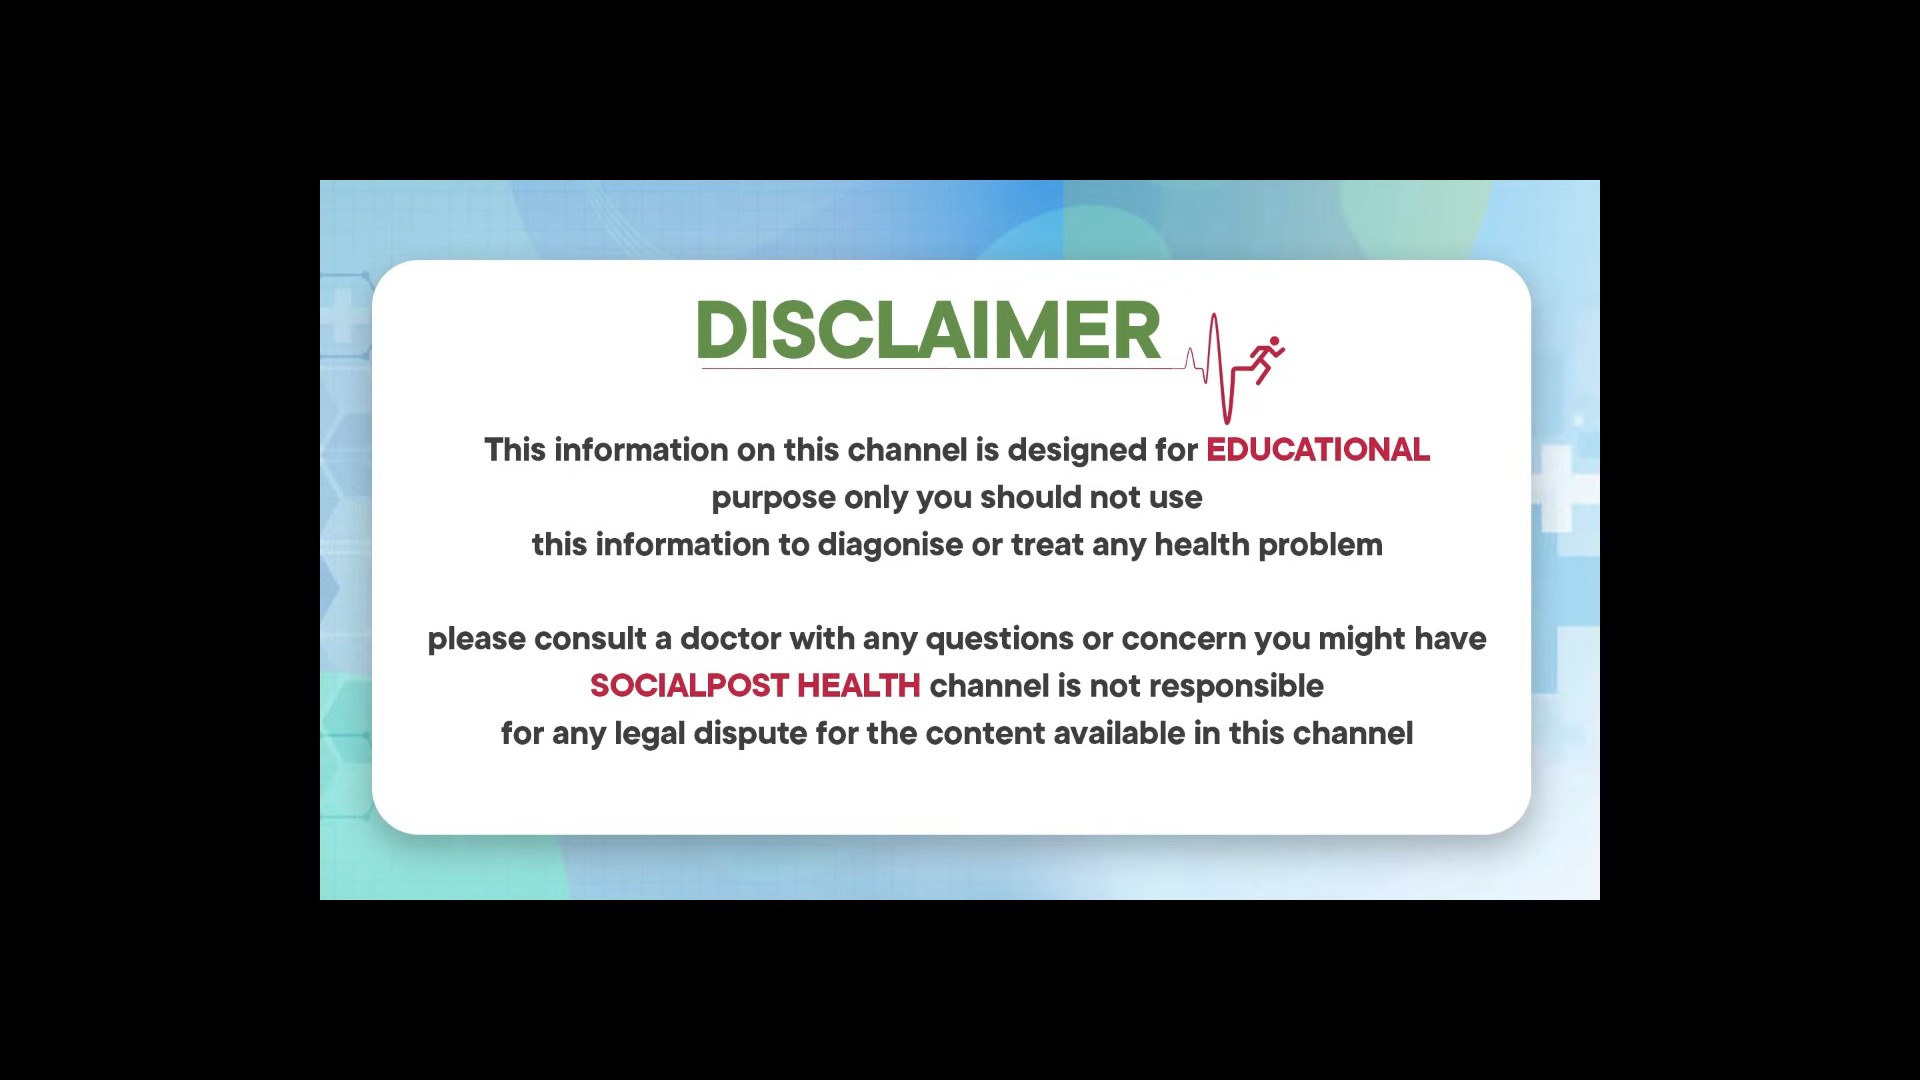 DISCLAIMER
This information on this channel is designed for EDUCATIONAL
purpose only you should not use
this information to diagonise or treat any health problem
please consult a doctor with any questions or concern you might have
SOCIALPOST HEALTH channel is not responsible
for any legal dispute for the content available in this channel